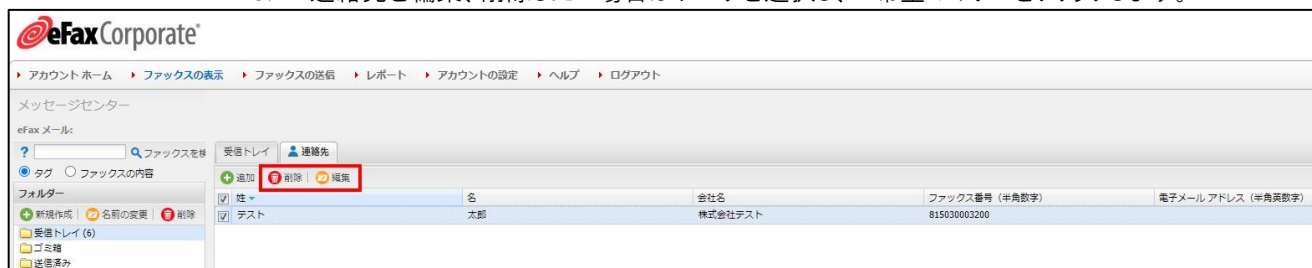 eFax Corporate®
アカウント ホーム ファックスの表示 ファックスの送信 レポート アカウントの設定 ヘルプ ログアウト
メッセージセンター
eFax メール:
? ファックスを検
タグ ファックスの内容
フォルダー
新規作成 名前の変更 削除
受信トレイ (6)
ゴミ箱
送信済み
受信トレイ 連絡先
追加 削除 編集
姓 名 会社名 ファックス番号（半角数字） 電子メール アドレス（半角英数字）
テスト 太郎 株式会社テスト 815030003200